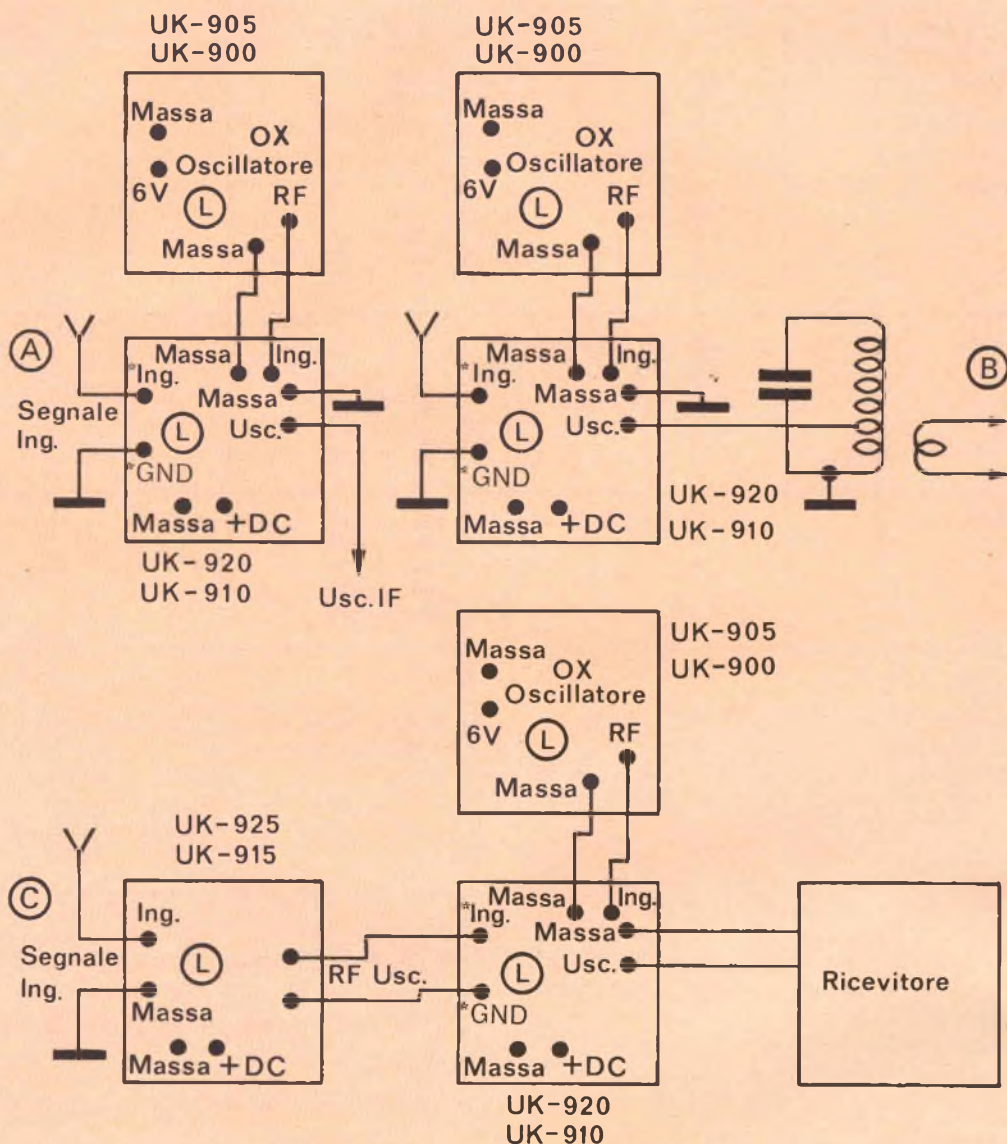 UK-905
UK-900
Massa
OX
Oscillatore
6V
L
RF
Massa
UK-905
UK-900
Massa
OX
Oscillatore
6V
L
RF
Massa
A
Segnale
Ing.
Massa
Ing.
*Ing.
Massa
L
Usc.
*GND
Massa +DC
UK-920
UK-910
Usc.IF
Massa
Ing.
*Ing.
Massa
L
Usc.
*GND
Massa +DC
UK-920
UK-910
B
UK-905
UK-900
Massa
OX
Oscillatore
6V
L
RF
Massa
C
Segnale
Ing.
UK-925
UK-915
Ing.
L
Massa
Massa +DC
RF Usc.
Massa
Ing.
*Ing.
Massa
L
Usc.
*GND
Massa +DC
UK-920
UK-910
Ricevitore